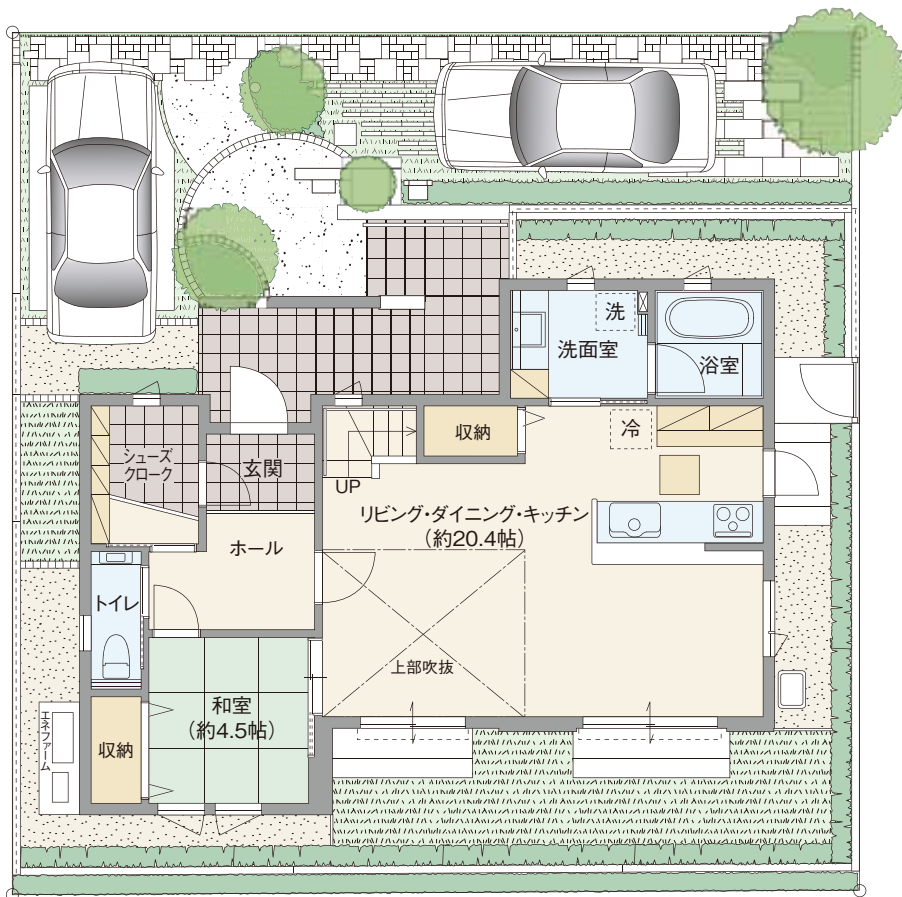 洗
洗面室
浴室
シューズ
クローク
玄関
収納
冷
UP
リビング・ダイニング・キッチン
(約20.4帖)
ホール
トイレ
上部吹抜
和室
(約4.5帖)
収納
エネファーム